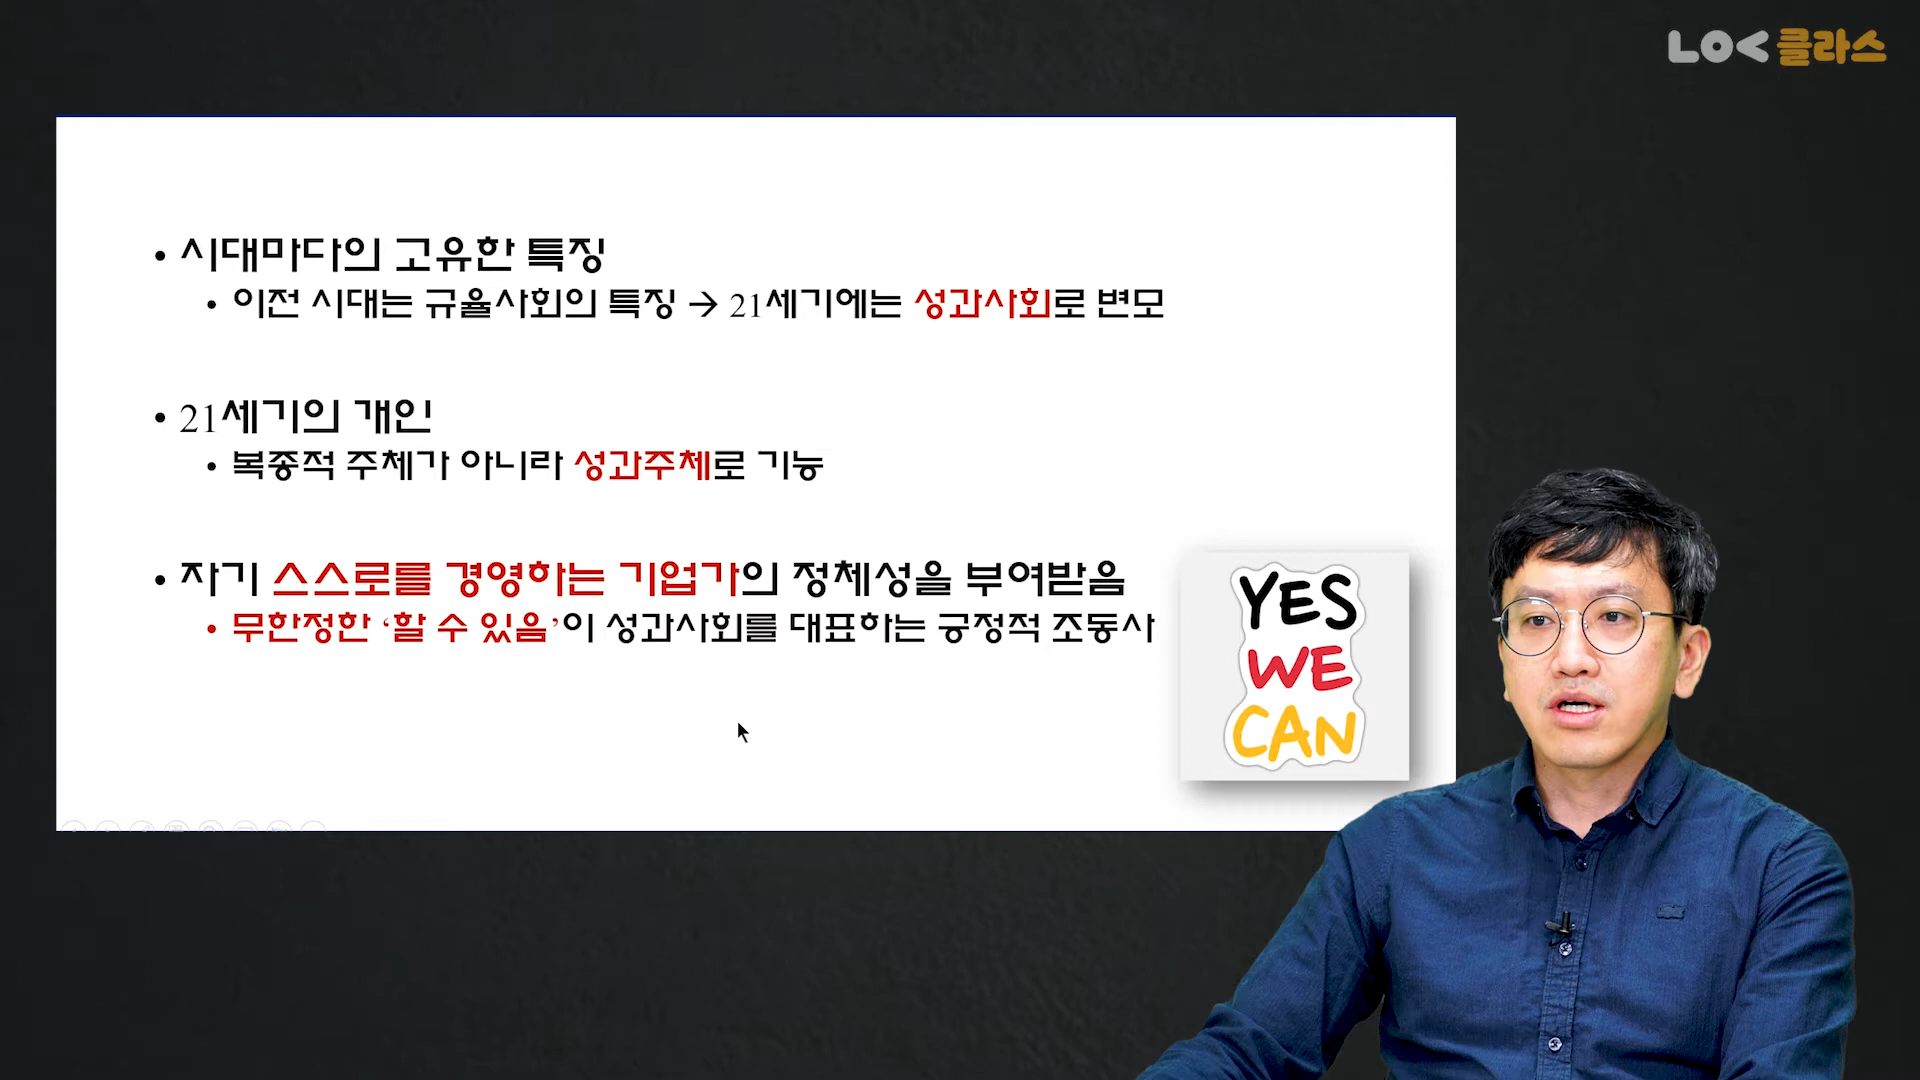 LOC 클라스
• 시대마다의 고유한 특징
• 이전 시대는 규율사회의 특징 → 21세기에는 성과사회로 변모
• 21세기의 개인
• 복종적 주체가 아니라 성과주체로 기능
• 자기 스스로를 경영하는 기업가의 정체성을 부여받음
• 무한정한 ‘할 수 있음’이 성과사회를 대표하는 긍정적 조동사
YES
WE
CAN